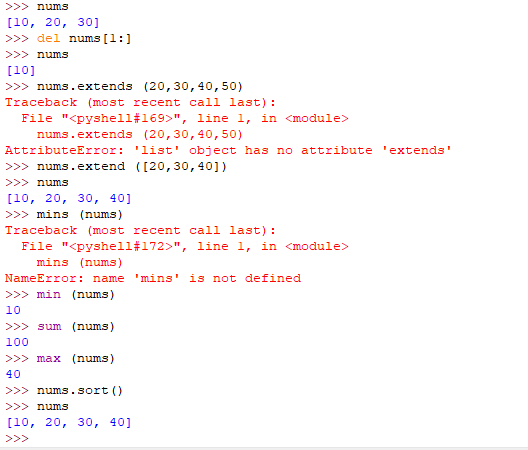 >>> nums
[10, 20, 30]
>>> del nums[1:]
>>> nums
[10]
>>> nums.extends (20,30,40,50)
Traceback (most recent call last):
  File "<pyshell#169>", line 1, in <module>
    nums.extends (20,30,40,50)
AttributeError: 'list' object has no attribute 'extends'
>>> nums.extend ([20,30,40])
>>> nums
[10, 20, 30, 40]
>>> mins (nums)
Traceback (most recent call last):
  File "<pyshell#172>", line 1, in <module>
    mins (nums)
NameError: name 'mins' is not defined
>>> min (nums)
10
>>> sum (nums)
100
>>> max (nums)
40
>>> nums.sort()
>>> nums
[10, 20, 30, 40]
>>>